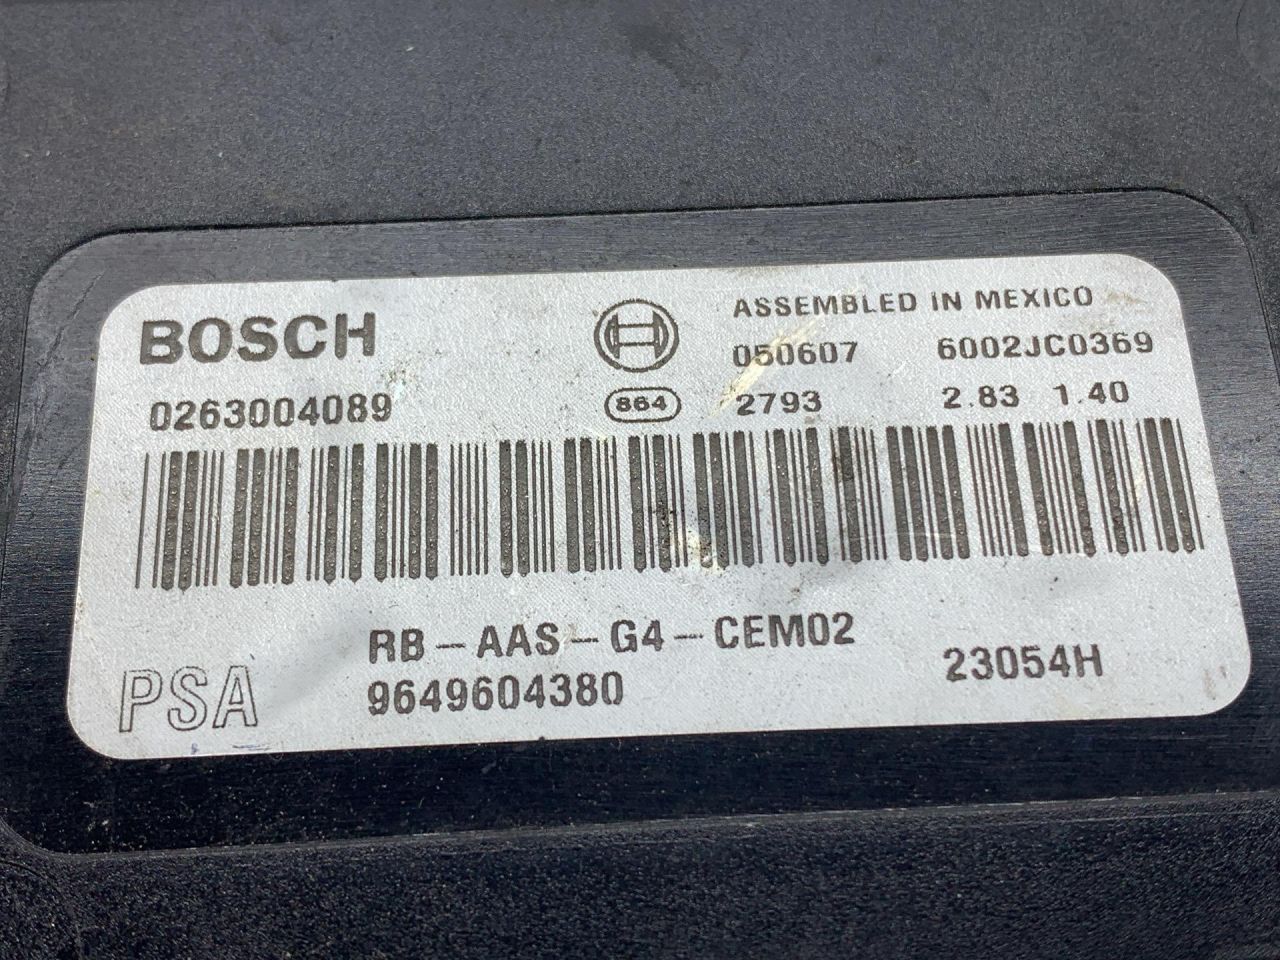 BOSCH
ASSEMBLED IN MEXICO
050607 6002JC0369
0263004089
864 2793 2.83 1.40
RB-AAS-G4-CEM02
PSA 9649604380 23054H